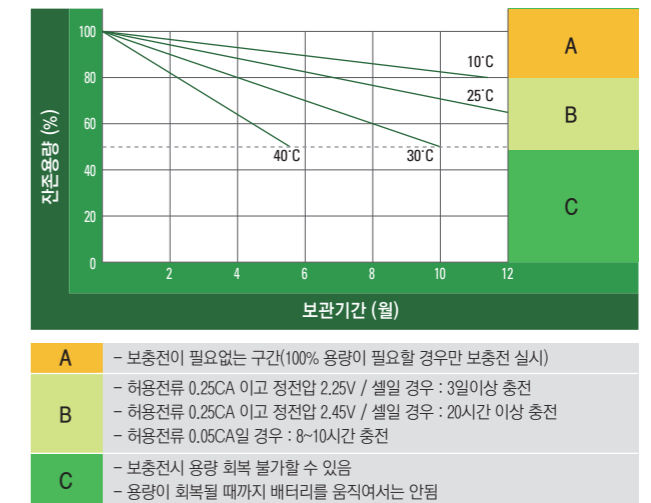 100
80
60
40
20
0
잔존용량 (%)
10˚C
25˚C
40˚C
30˚C
2
4
6
8
10
12
보관기간 (월)
A
B
C
A
- 보충전이 필요없는 구간(100% 용량이 필요할 경우만 보충전 실시)
B
- 허용전류 0.25CA 이고 정전압 2.25V / 셀일 경우 : 3일이상 충전
- 허용전류 0.25CA 이고 정전압 2.45V / 셀일 경우 : 20시간 이상 충전
- 허용전류 0.05CA일 경우 : 8~10시간 충전
C
- 보충전시 용량 회복 불가할 수 있음
- 용량이 회복될 때까지 배터리를 움직여서는 안됨